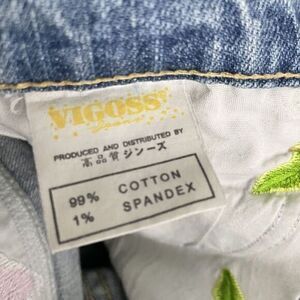 VIGOSS
PRODUCED AND DISTRIBUTED BY
高品質ジンーズ
99% COTTON
1% SPANDEX